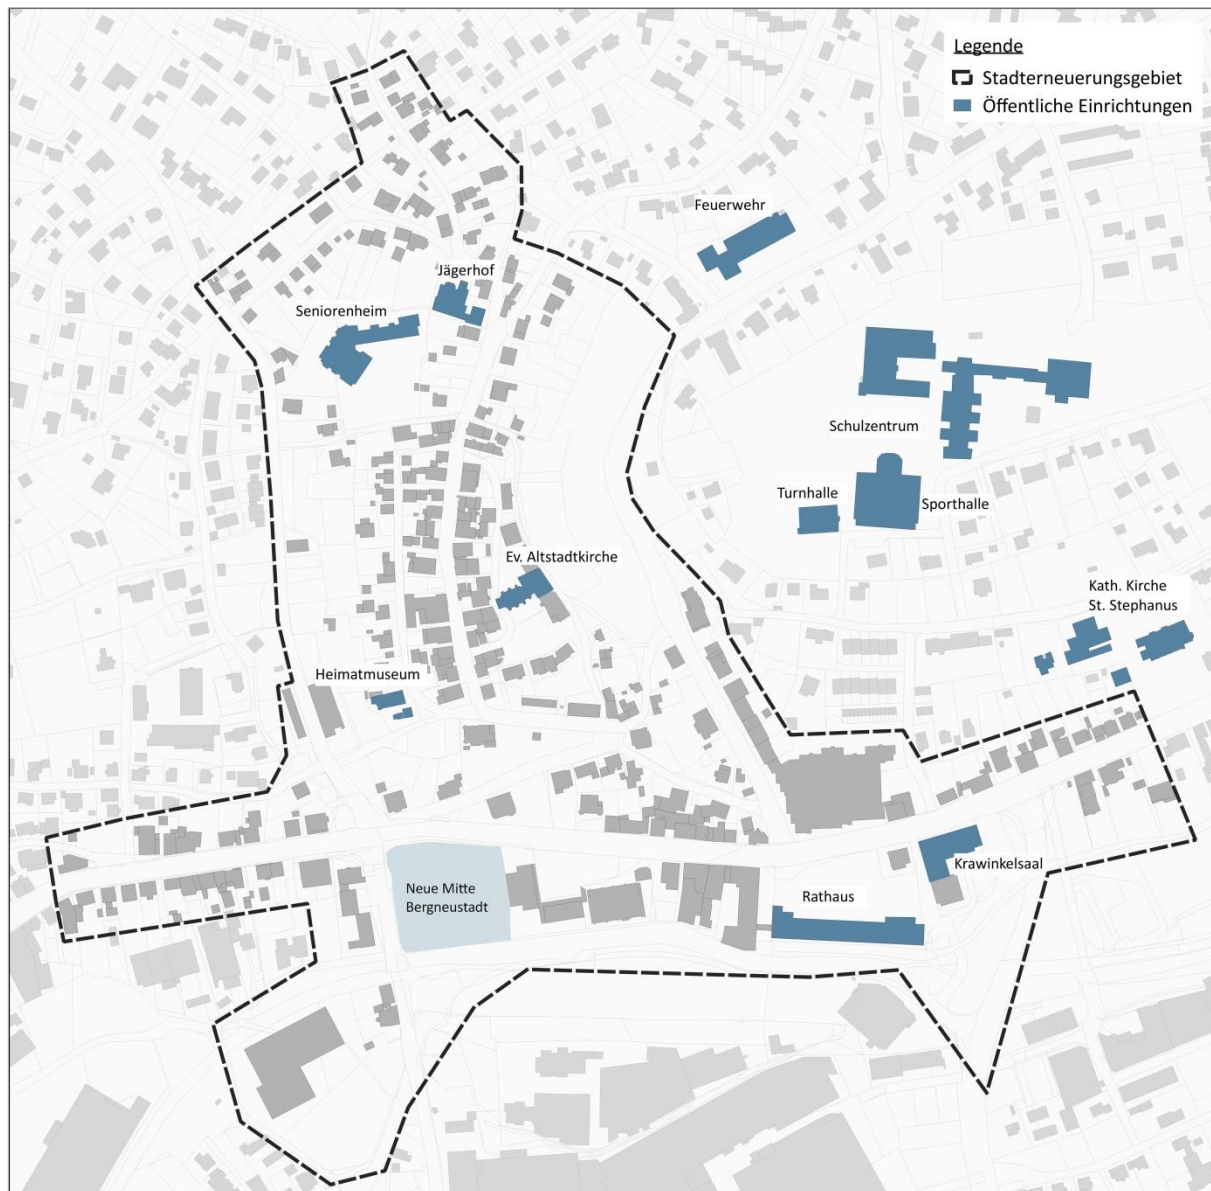 Legende
Stadterneuerungsgebiet
Öffentliche Einrichtungen
Feuerwehr
Jägerhof
Seniorenheim
Schulzentrum
Turnhalle
Sporthalle
Ev. Altstadtkirche
Kath. Kirche
St. Stephanus
Heimatmuseum
Krawinkelsaal
Neue Mitte
Bergneustadt
Rathaus